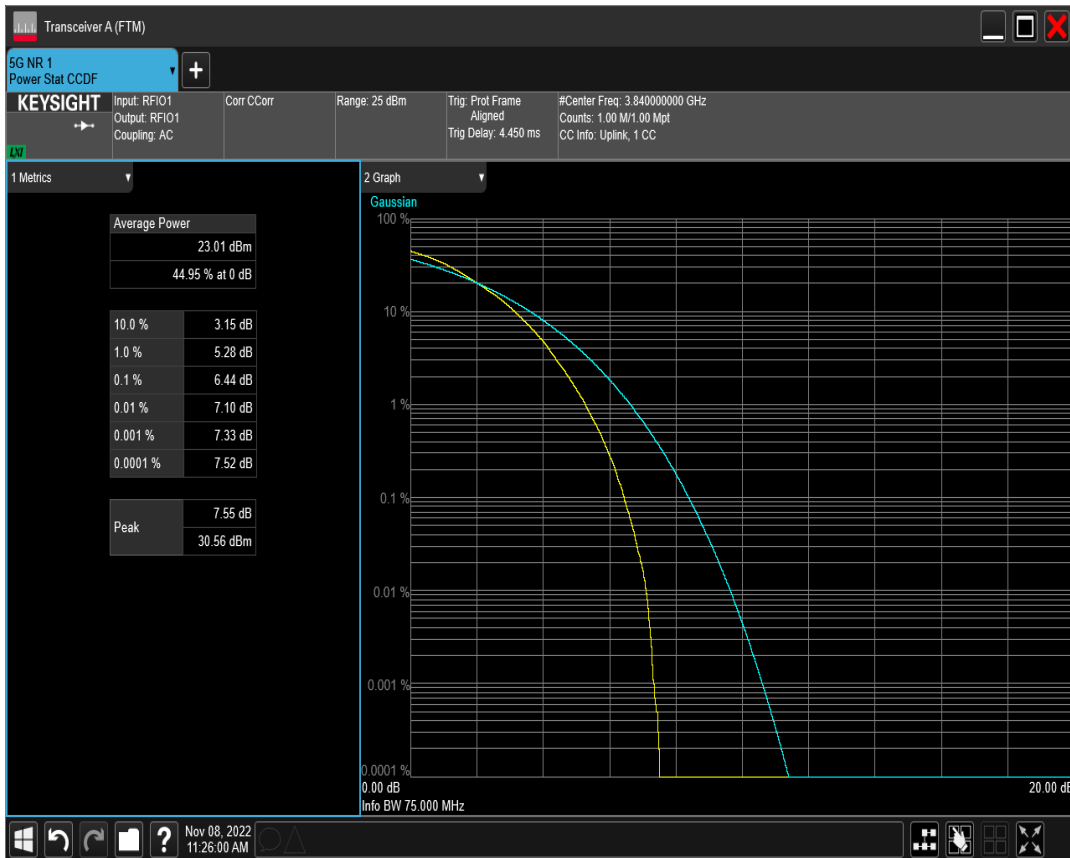 Transceiver A (FTM)
5G NR 1
Power Stat CCDF
KEYSIGHT
LXI
Input: RFIO1
Output: RFIO1
Coupling: AC
Corr CCorr
Range: 25 dBm
Trig: Prot Frame
Aligned
Trig Delay: 4.450 ms
#Center Freq: 3.840000000 GHz
Counts: 1.00 M/1.00 Mpt
CC Info: Uplink, 1 CC
1 Metrics
Average Power
23.01 dBm
44.95 % at 0 dB
10.0 % 3.15 dB
1.0 % 5.28 dB
0.1 % 6.44 dB
0.01 % 7.10 dB
0.001 % 7.33 dB
0.0001 % 7.52 dB
Peak
7.55 dB
30.56 dBm
2 Graph
Gaussian
100 %
10 %
1 %
0.1 %
0.01 %
0.001 %
0.0001 %
0.00 dB 20.00 dB
Info BW 75.000 MHz
?
Nov 08, 2022
11:26:00 AM